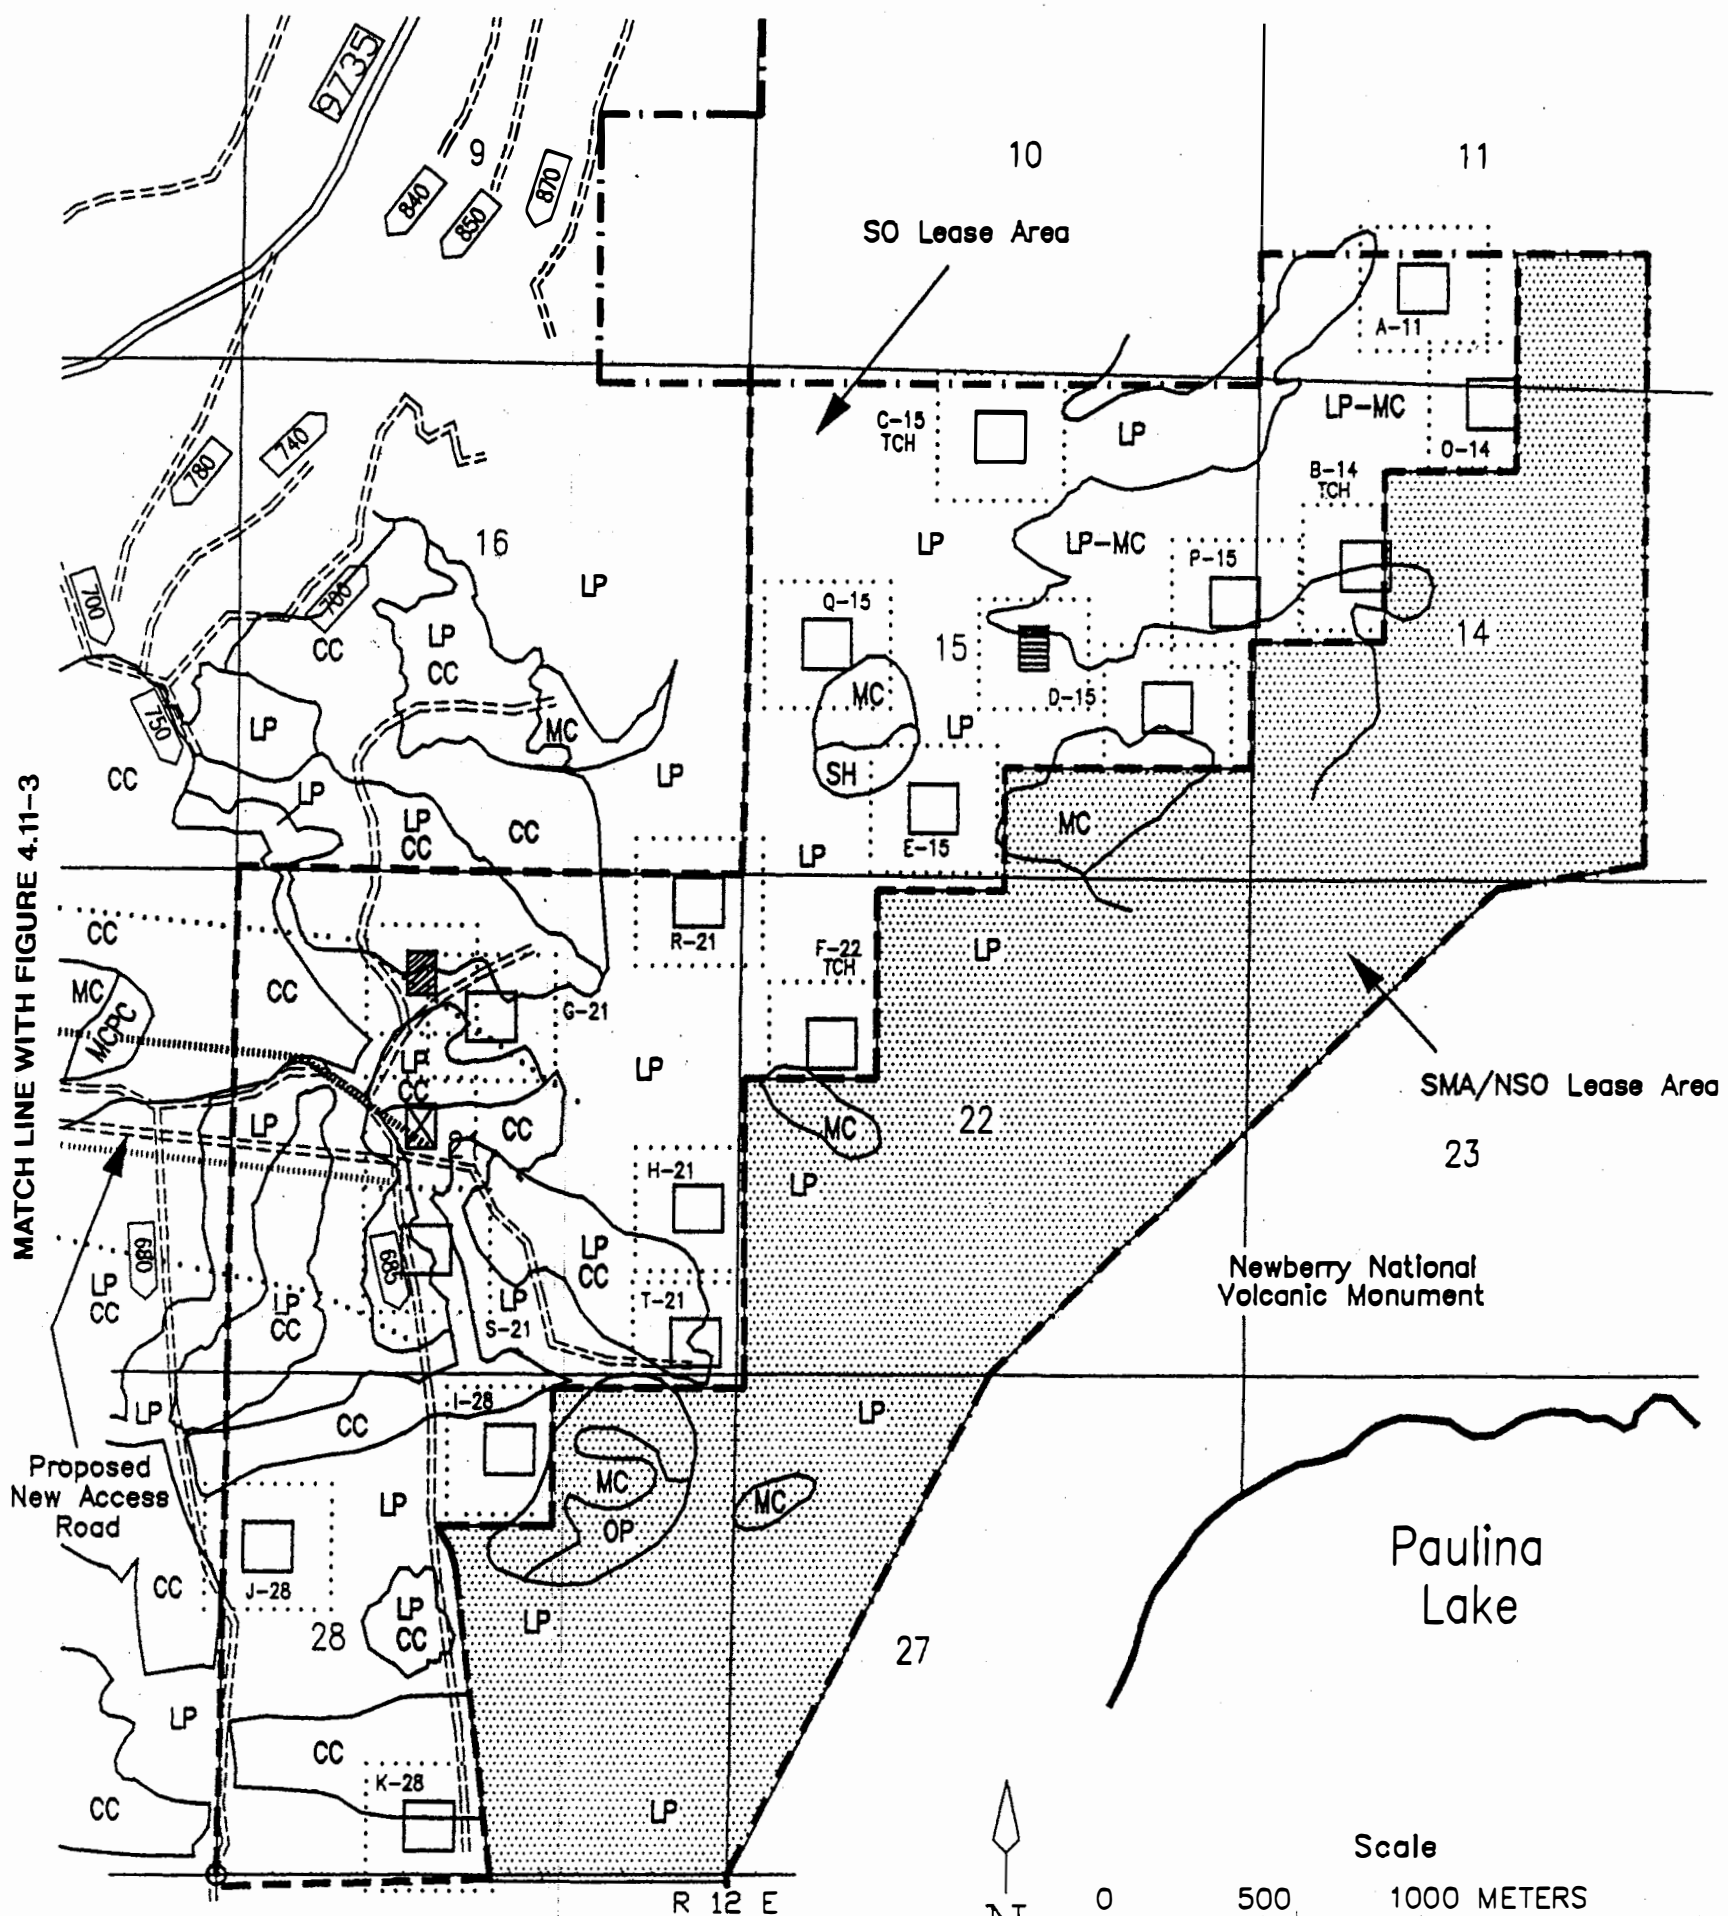 9735
9
10
11
840
850
870
SO Lease Area
A-11
C-15
TCH
LP
LP-MC
O-14
B-14
TCH
740
780
16
LP
LP
LP-MC
P-15
700
700
Q-15
CC
LP
CC
15
14
MC
D-15
750
LP
MC
LP
CC
LP
LP
SH
LP
CC
CC
MC
E-15
LP
MATCH LINE WITH FIGURE 4.11-3
CC
R-21
F-22
TCH
LP
MC
CC
G-21
MCPC
LP
CC
LP
SMA/NSO Lease Area
LP
CC
MC
22
23
H-21
LP
680
685
LP
CC
Newberry National
Volcanic Monument
LP
CC
LP
CC
LP
T-21
S-21
I-28
LP
CC
LP
Proposed
New Access
Road
LP
MC
MC
OP
Paulina
Lake
CC
J-28
LP
CC
LP
28
27
LP
CC
K-28
CC
LP
Scale
R 12 E
N
0 500 1000 METERS